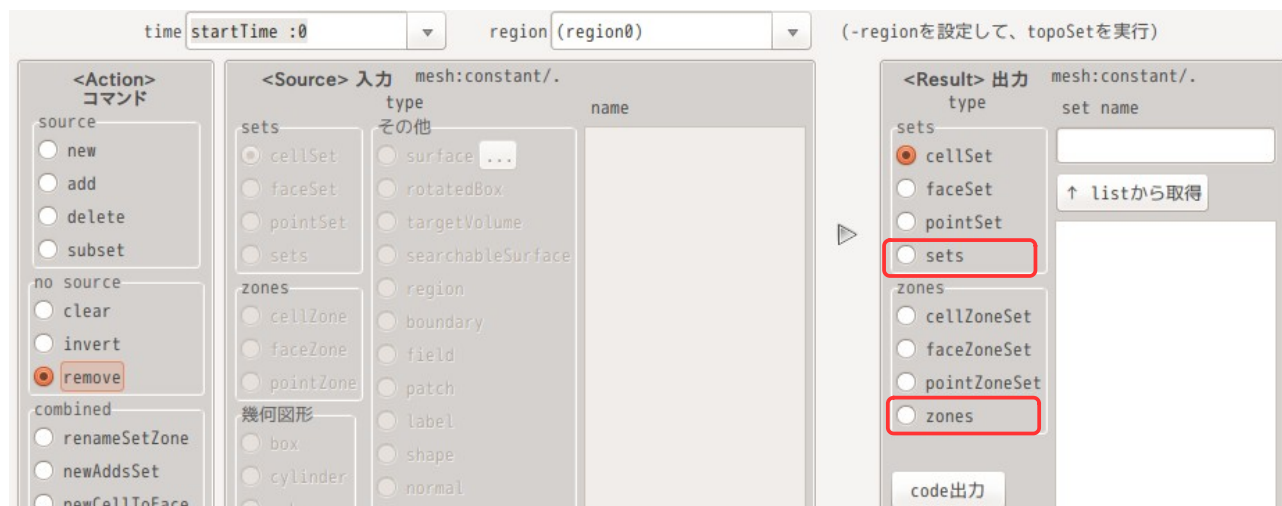 time startTime :0 region (region0) (-regionを設定して、topoSetを実行)
<Action>
コマンド
source
new
add
delete
subset
no source
clear
invert
remove
combined
renameSetZone
newAddsSet
newCellToFace
<Source> 入力 mesh:constant/.
type
name
sets
cellSet
faceSet
pointSet
sets
zones
cellZone
faceZone
pointZone
幾何図形
box
cylinder
その他
surface ...
rotatedBox
targetVolume
searchableSurface
region
boundary
field
patch
label
shape
normal
<Result> 出力 mesh:constant/.
type
set name
sets
cellSet
faceSet
pointSet
sets
zones
cellZoneSet
faceZoneSet
pointZoneSet
zones
↑ listから取得
code出力